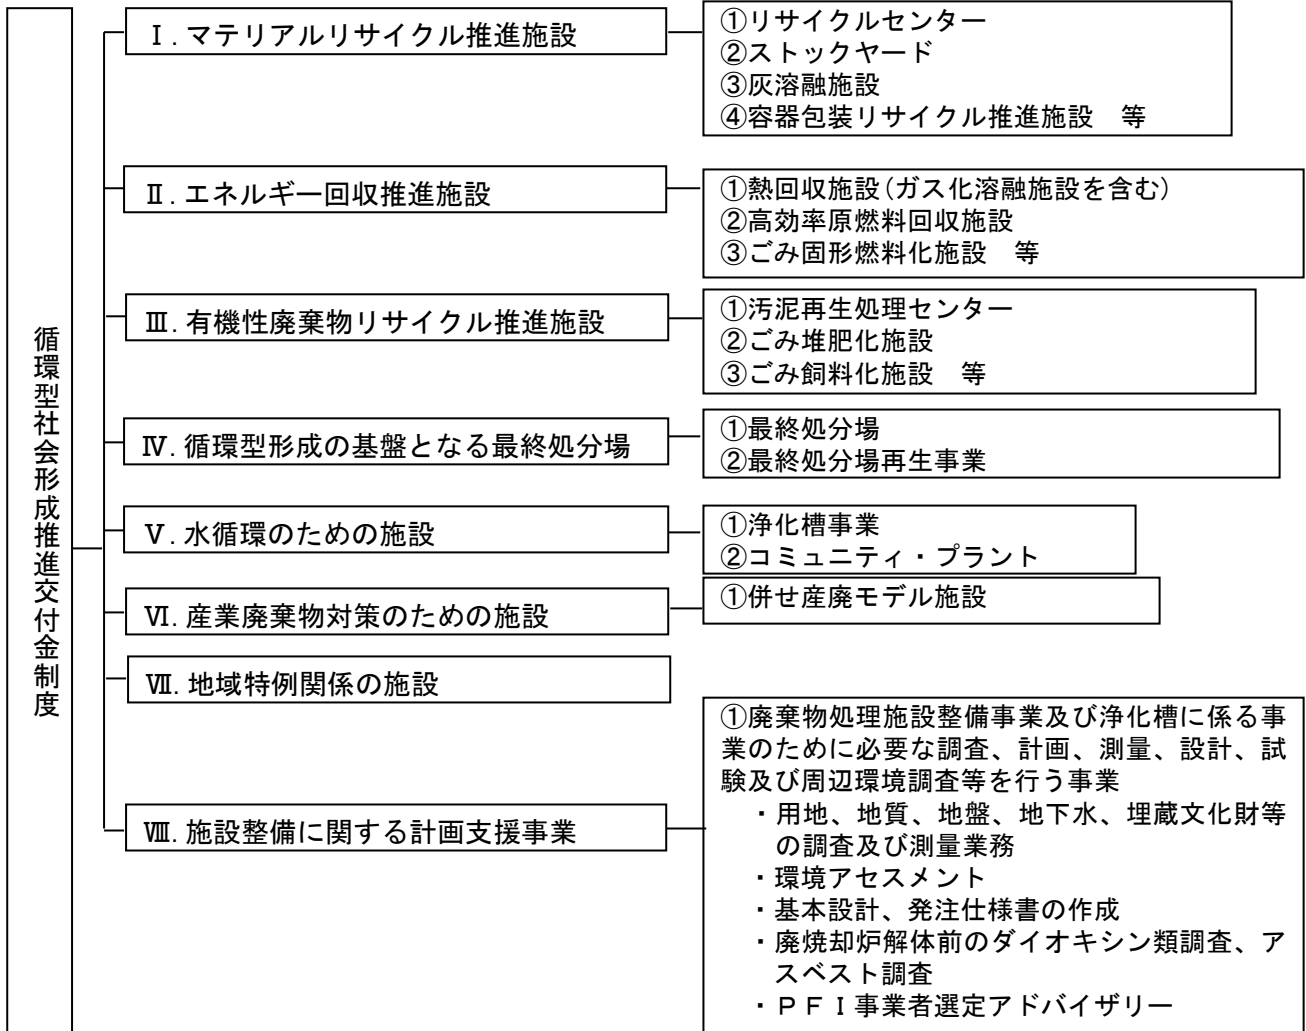 循環型社会形成推進交付金制度
Ⅰ.マテリアルリサイクル推進施設
①リサイクルセンター
②ストックヤード
③灰溶融施設
④容器包装リサイクル推進施設　等
Ⅱ.エネルギー回収推進施設
①熱回収施設(ガス化溶融施設を含む)
②高効率原燃料回収施設
③ごみ固形燃料化施設　等
Ⅲ.有機性廃棄物リサイクル推進施設
①汚泥再生処理センター
②ごみ堆肥化施設
③ごみ飼料化施設　等
Ⅳ.循環型形成の基盤となる最終処分場
①最終処分場
②最終処分場再生事業
Ⅴ.水循環のための施設
①浄化槽事業
②コミュニティ・プラント
Ⅵ.産業廃棄物対策のための施設
①併せ産廃モデル施設
Ⅶ.地域特例関係の施設
Ⅷ.施設整備に関する計画支援事業
①廃棄物処理施設整備事業及び浄化槽に係る事
業のために必要な調査、計画、測量、設計、試
験及び周辺環境調査等を行う事業
・用地、地質、地盤、地下水、埋蔵文化財等
の調査及び測量業務
・環境アセスメント
・基本設計、発注仕様書の作成
・廃焼却炉解体前のダイオキシン類調査、ア
スベスト調査
・ＰＦＩ事業者選定アドバイザリー